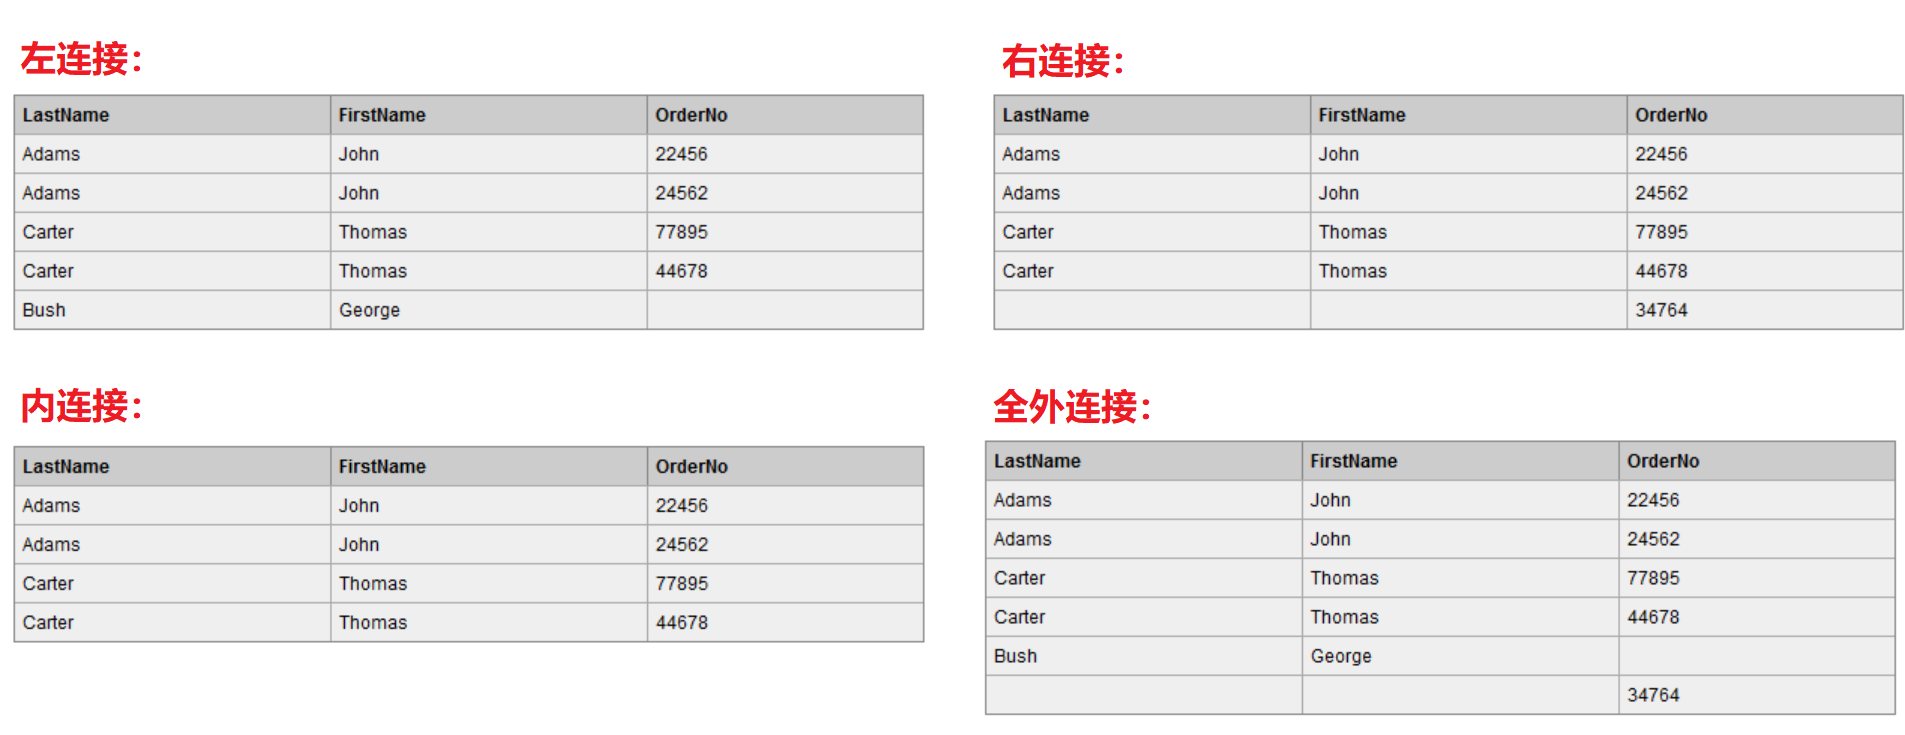 左连接：
LastName FirstName OrderNo
Adams John 22456
Adams John 24562
Carter Thomas 77895
Carter Thomas 44678
Bush George
右连接：
LastName FirstName OrderNo
Adams John 22456
Adams John 24562
Carter Thomas 77895
Carter Thomas 44678
34764
内连接：
LastName FirstName OrderNo
Adams John 22456
Adams John 24562
Carter Thomas 77895
Carter Thomas 44678
全外连接：
LastName FirstName OrderNo
Adams John 22456
Adams John 24562
Carter Thomas 77895
Carter Thomas 44678
Bush George
34764